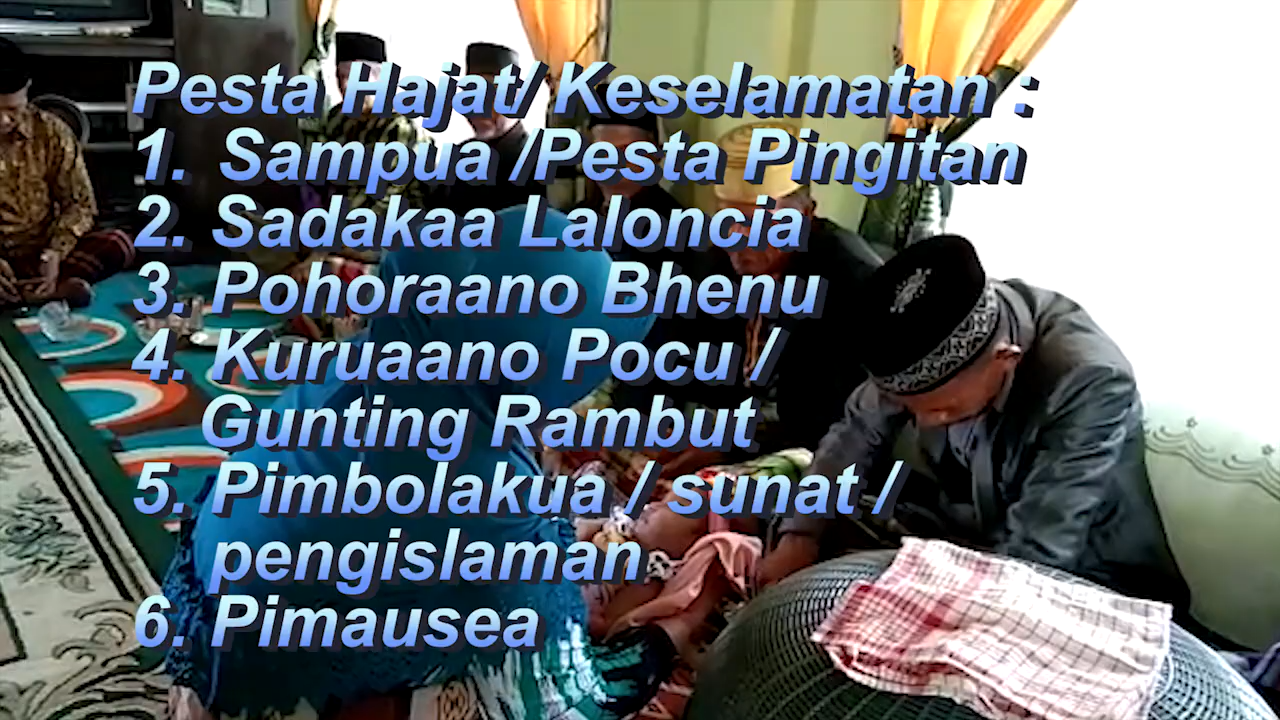 Pesta Hajat/ Keselamatan :
1. Sampua /Pesta Pingitan
2. Sadakaa Laloncia
3. Pohoraano Bhenu
4. Kuruaano Pocu /
Gunting Rambut
5. Pimbolakua / sunat /
pengislaman
6. Pimausea